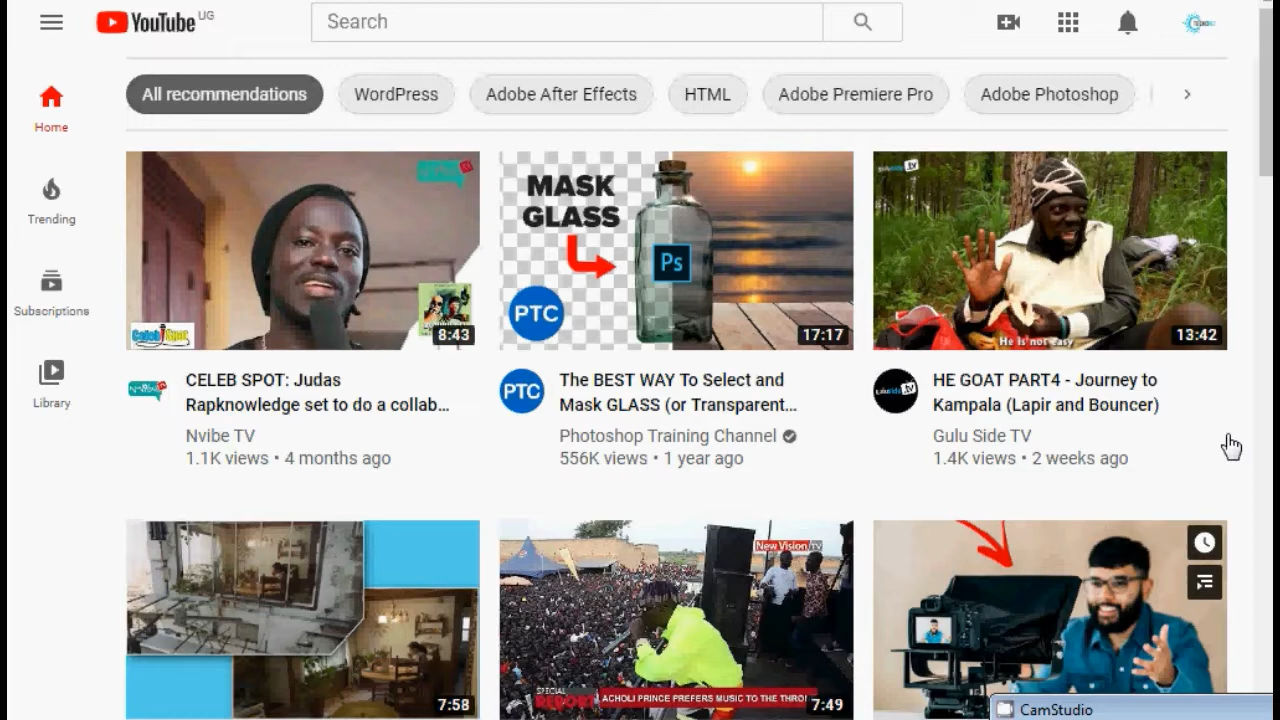 YouTube UG
Search
All recommendations
WordPress
Adobe After Effects
HTML
Adobe Premiere Pro
Adobe Photoshop
Home
Trending
Subscriptions
Library
Celeb Spot
8:43
MASK
GLASS
Ps
PTC
17:17
He is not easy
13:42
CELEB SPOT: Judas
Rapknowledge set to do a collab...
Nvibe TV
1.1K views • 4 months ago
PTC
The BEST WAY To Select and
Mask GLASS (or Transparent...
Photoshop Training Channel
556K views • 1 year ago
HE GOAT PART4 - Journey to
Kampala (Lapir and Bouncer)
Gulu Side TV
1.4K views • 2 weeks ago
7:58
New Vision TV
SPECIAL
REPORT
ACHOLI PRINCE PREFERS MUSIC TO THE THRO
7:49
CamStudio